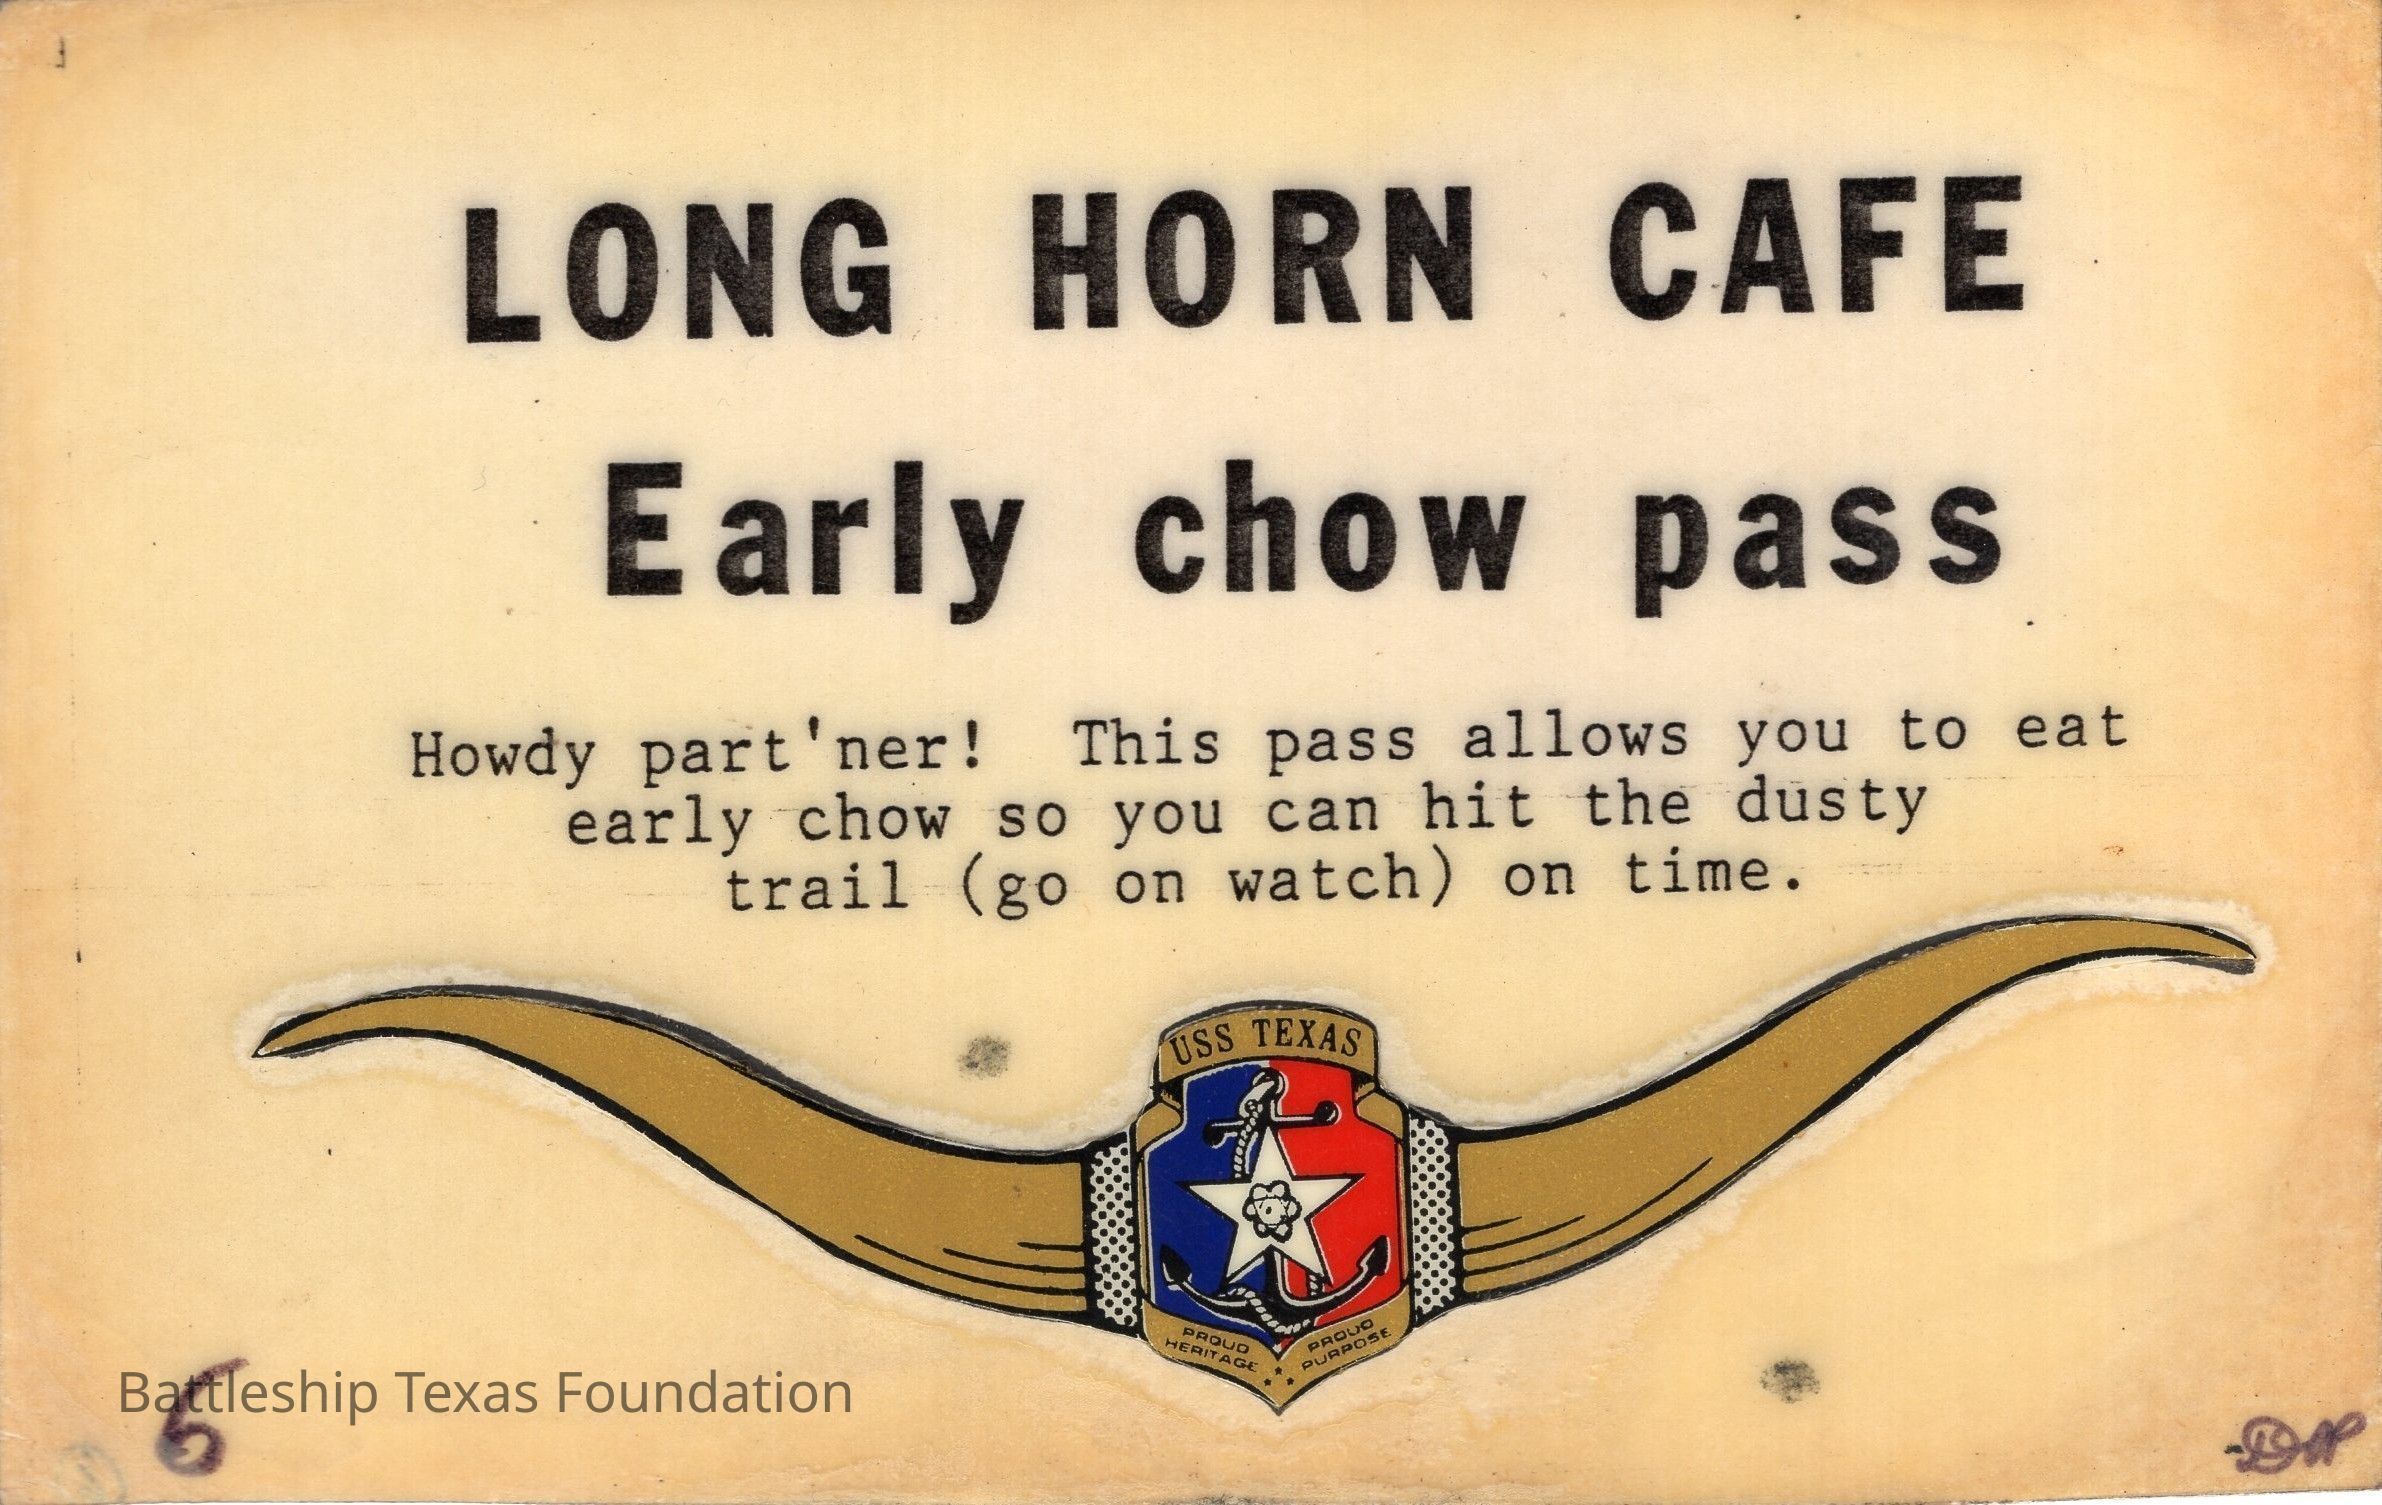 LONG HORN CAFE
Early chow pass
Howdy part'ner!  This pass allows you to eat
early chow so you can hit the dusty
trail (go on watch) on time.
USS TEXAS
PROUD HERITAGE
PROUD PURPOSE
Battleship Texas Foundation
6